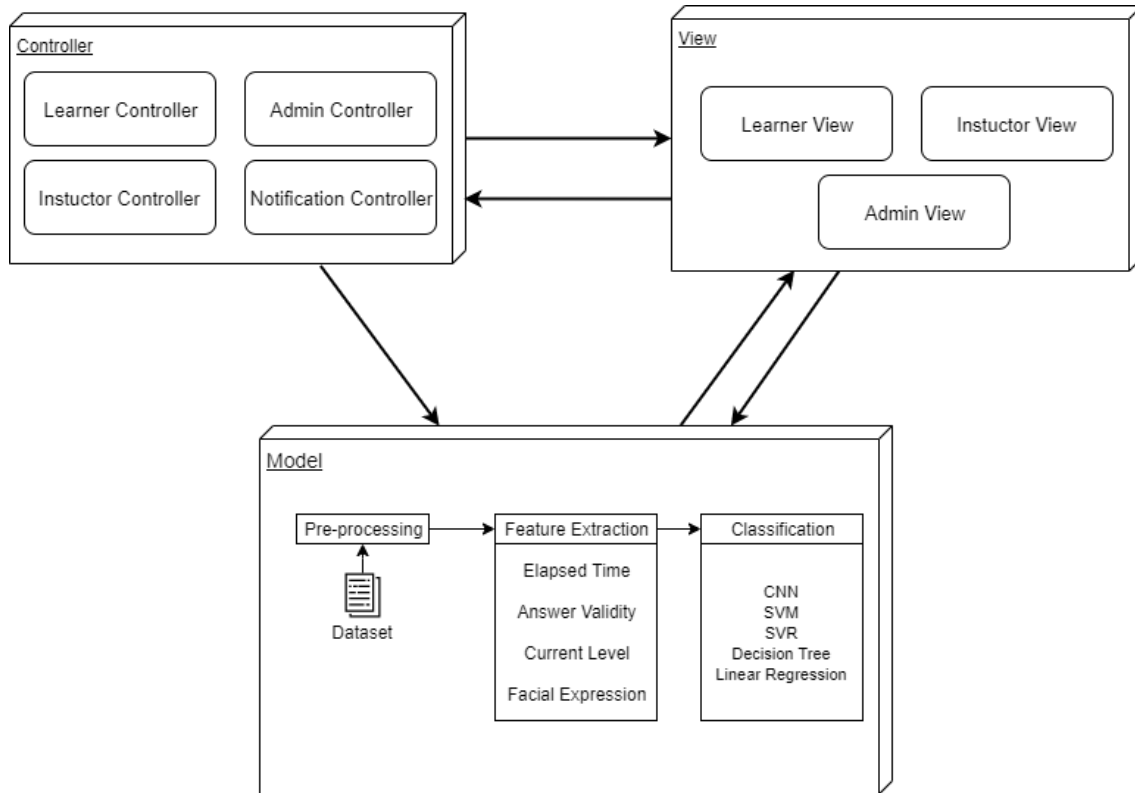 Controller
Learner Controller
Admin Controller
Instuctor Controller
Notification Controller
View
Learner View
Instuctor View
Admin View
Model
Pre-processing
Dataset
Feature Extraction
Elapsed Time
Answer Validity
Current Level
Facial Expression
Classification
CNN
SVM
SVR
Decision Tree
Linear Regression